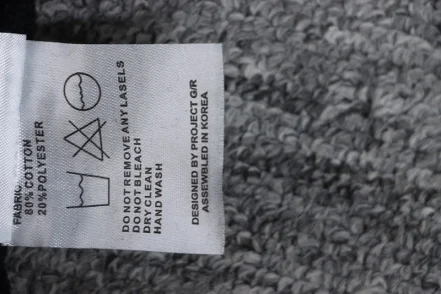 FABRIC:
80% COTTON
20%POLYESTER
DO NOT REMOVE ANY LASELS
DO NOT BLEACH
DRY CLEAN
HAND WASH
DESIGNED BY PROJECT G/R
ASSEWBLED IN KOREA